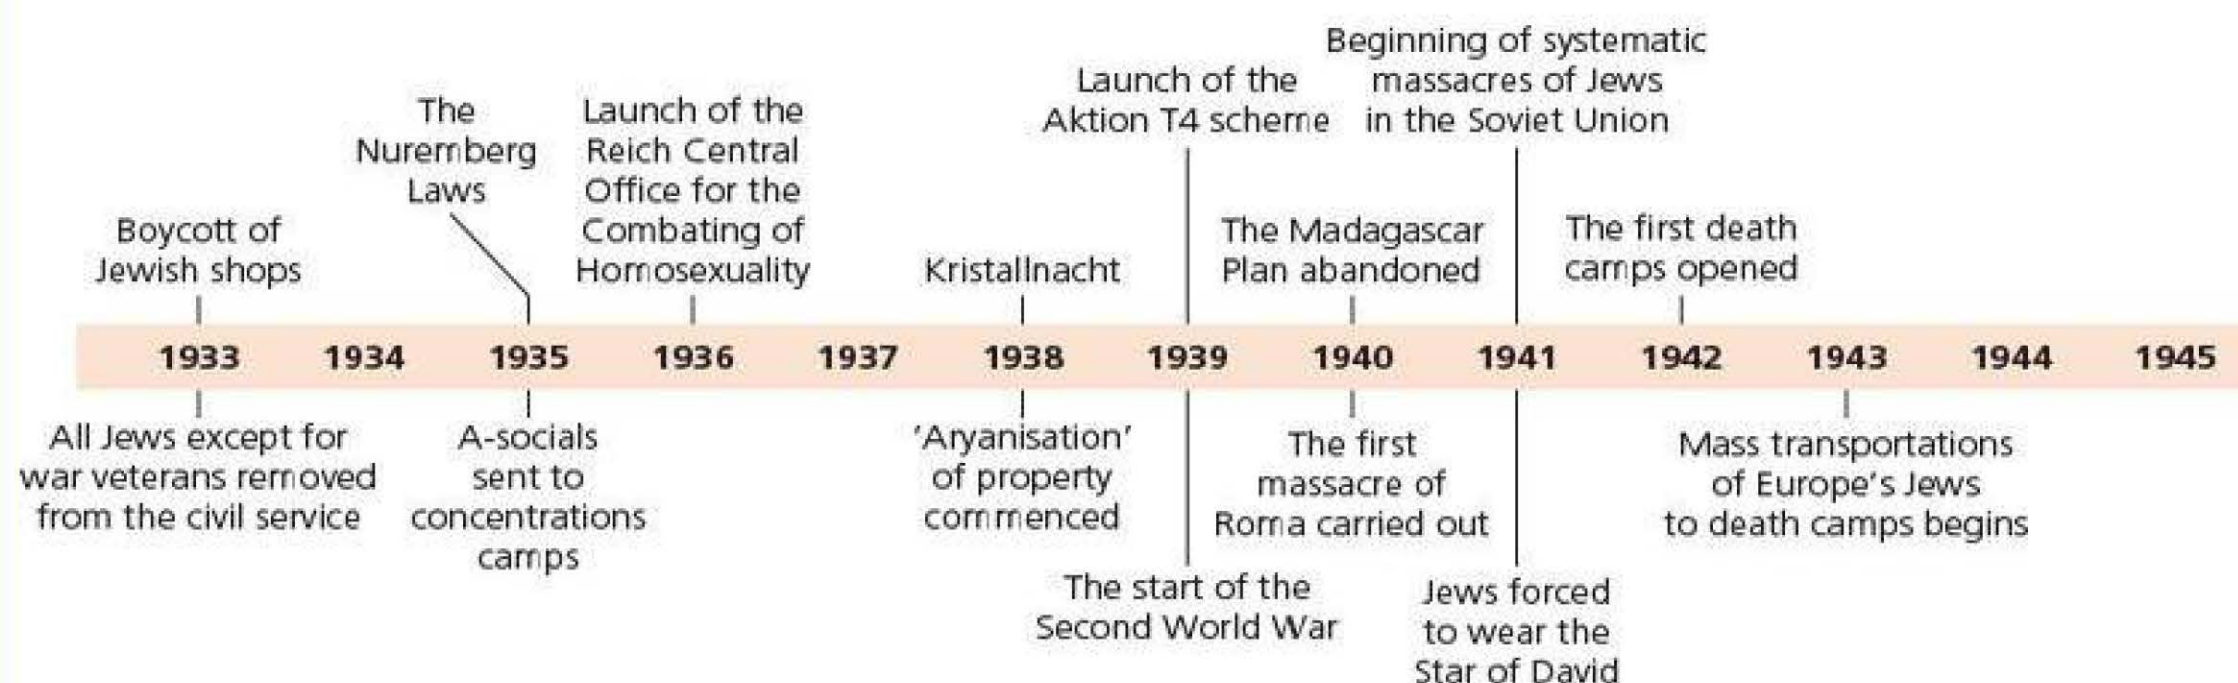 Beginning of systematic
massacres of Jews
in the Soviet Union
Launch of the
Aktion T4 scheme
The
Nuremberg
Laws
Launch of the
Reich Central
Office for the
Combating of
Homosexuality
Boycott of
Jewish shops
Kristallnacht
The Madagascar
Plan abandoned
The first death
camps opened
1933 1934 1935 1936 1937 1938 1939 1940 1941 1942 1943 1944 1945
All Jews except for
war veterans removed
from the civil service
A-socials
sent to
concentrations
camps
'Aryanisation'
of property
commenced
The first
massacre of
Roma carried out
Mass transportations
of Europe's Jews
to death camps begins
The start of the
Second World War
Jews forced
to wear the
Star of David